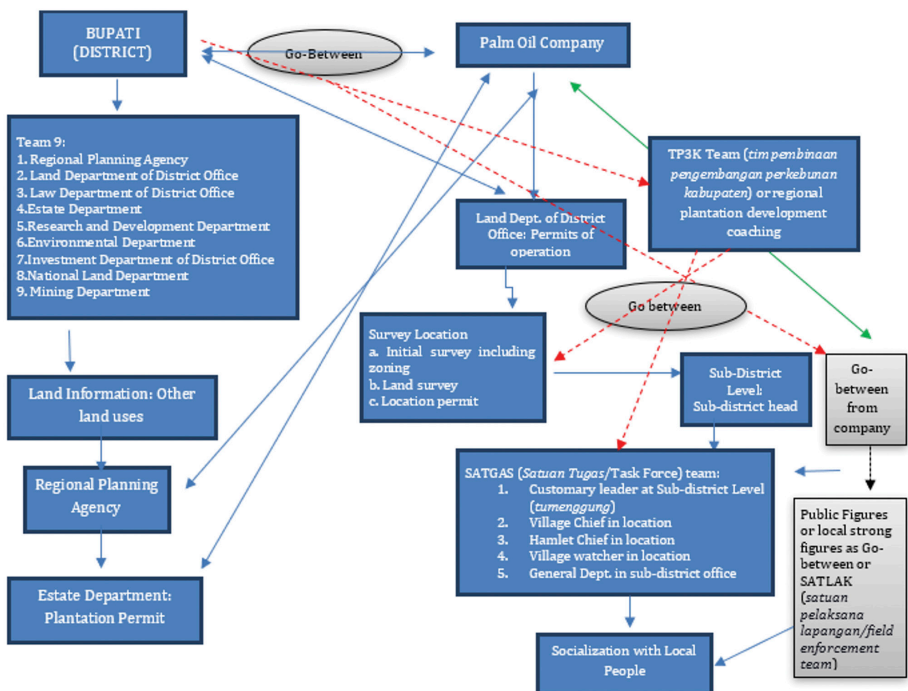 BUPATI
(DISTRICT)
Go-Between
Palm Oil Company
Team 9:
1. Regional Planning Agency
2. Land Department of District Office
3. Law Department of District Office
4.Estate Department
5.Research and Development Department
6.Environmental Department
7.Investment Department of District Office
8.National Land Department
9. Mining Department
TP3K Team (tim pembinaan
pengembangan perkebunan
kabupaten) or regional
plantation development
coaching
Land Dept. of District
Office: Permits of
operation
Go between
Survey Location
a. Initial survey including
zoning
b. Land survey
c. Location permit
Sub-District
Level:
Sub-district head
Go-
between
from
company
Land Information: Other
land uses
Regional Planning
Agency
SATGAS (Satuan Tugas/Task Force) team:
1. Customary leader at Sub-district Level
(tumenggung)
2. Village Chief in location
3. Hamlet Chief in location
4. Village watcher in location
5. General Dept. in sub-district office
Public Figures
or local strong
figures as Go-
between or
SATLAK
(satuan
pelaksana
lapangan/field
enforcement
team)
Estate Department:
Plantation Permit
Socialization with Local
People